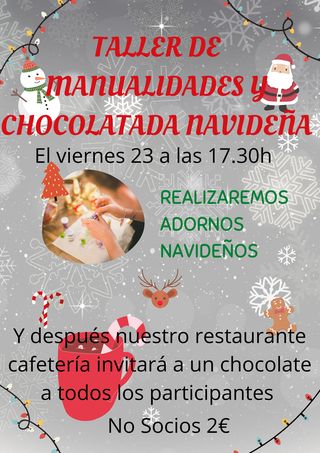 TALLER DE
MANUALIDADES Y
CHOCOLATADA NAVIDEÑA
El viernes 23 a las 17.30h
REALIZAREMOS
ADORNOS
NAVIDEÑOS
Y después nuestro restaurante
cafetería invitará a un chocolate
a todos los participantes
No Socios 2€